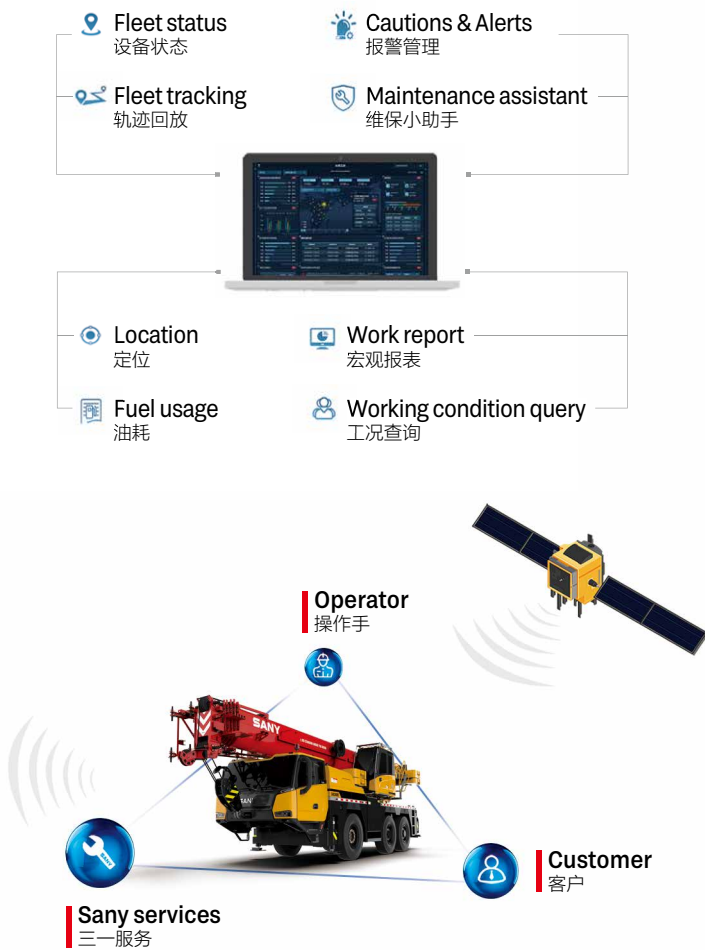 Fleet status
设备状态
Cautions & Alerts
报警管理
Fleet tracking
轨迹回放
Maintenance assistant
维保小助手
Location
定位
Work report
宏观报表
Fuel usage
油耗
Working condition query
工况查询
Operator
操作手
SANY
SANY
Customer
客户
Sany services
三一服务